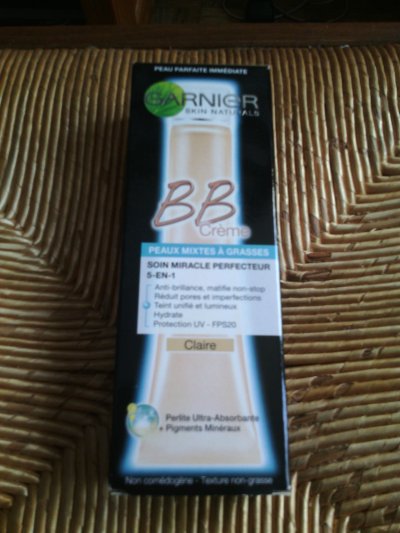 PEAU PARFAITE IMMÉDIATE
GARNIER
SKIN NATURALS
BB
Crème
PEAUX MIXTES À GRASSES
SOIN MIRACLE PERFECTEUR
5-EN-1
Anti-brillance, matifie non-stop
Réduit pores et imperfections
Teint unifié et lumineux
Hydrate
Protection UV - FPS20
Claire
Perlite Ultra-Absorbante
+ Pigments Minéraux
Non comédogène - Texture non-grasse